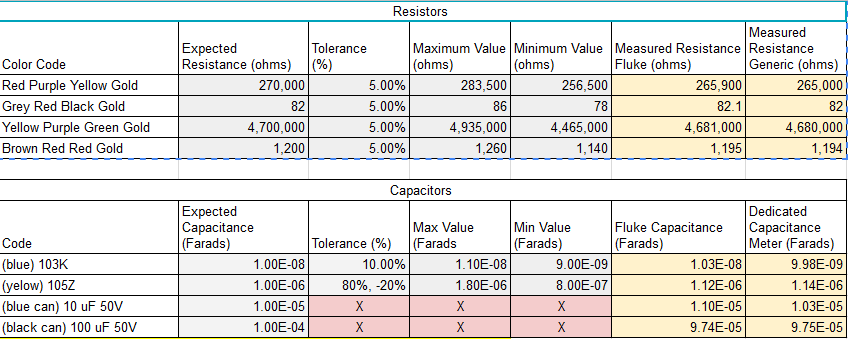 Resistors
Color Code Expected Resistance (ohms) Tolerance (%) Maximum Value (ohms) Minimum Value (ohms) Measured Resistance Fluke (ohms) Measured Resistance Generic (ohms)
Red Purple Yellow Gold 270,000 5.00% 283,500 256,500 265,900 265,000
Grey Red Black Gold 82 5.00% 86 78 82.1 82
Yellow Purple Green Gold 4,700,000 5.00% 4,935,000 4,465,000 4,681,000 4,680,000
Brown Red Red Gold 1,200 5.00% 1,260 1,140 1,195 1,194
Capacitors
Code Expected Capacitance (Farads) Tolerance (%) Max Value (Farads Min Value (Farads) Fluke Capacitance (Farads) Dedicated Capacitance Meter (Farads)
(blue) 103K 1.00E-08 10.00% 1.10E-08 9.00E-09 1.03E-08 9.98E-09
(yelow) 105Z 1.00E-06 80%, -20% 1.80E-06 8.00E-07 1.12E-06 1.14E-06
(blue can) 10 uF 50V 1.00E-05 X X X 1.10E-05 1.03E-05
(black can) 100 uF 50V 1.00E-04 X X X 9.74E-05 9.75E-05